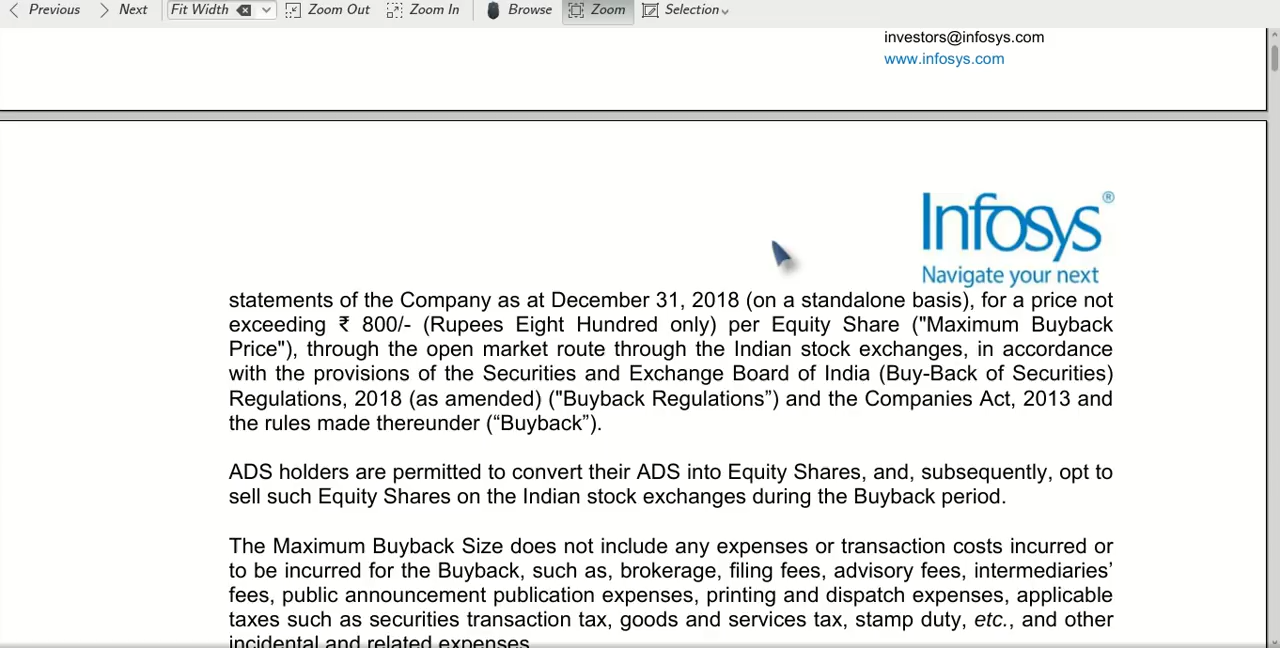 Previous Next Fit Width Zoom Out Zoom In Browse Zoom Selection
investors@infosys.com
www.infosys.com
Infosys®
Navigate your next
statements of the Company as at December 31, 2018 (on a standalone basis), for a price not
exceeding ₹ 800/- (Rupees Eight Hundred only) per Equity Share ("Maximum Buyback
Price"), through the open market route through the Indian stock exchanges, in accordance
with the provisions of the Securities and Exchange Board of India (Buy-Back of Securities)
Regulations, 2018 (as amended) ("Buyback Regulations”) and the Companies Act, 2013 and
the rules made thereunder (“Buyback”).
ADS holders are permitted to convert their ADS into Equity Shares, and, subsequently, opt to
sell such Equity Shares on the Indian stock exchanges during the Buyback period.
The Maximum Buyback Size does not include any expenses or transaction costs incurred or
to be incurred for the Buyback, such as, brokerage, filing fees, advisory fees, intermediaries’
fees, public announcement publication expenses, printing and dispatch expenses, applicable
taxes such as securities transaction tax, goods and services tax, stamp duty, etc., and other
incidental and related expenses.